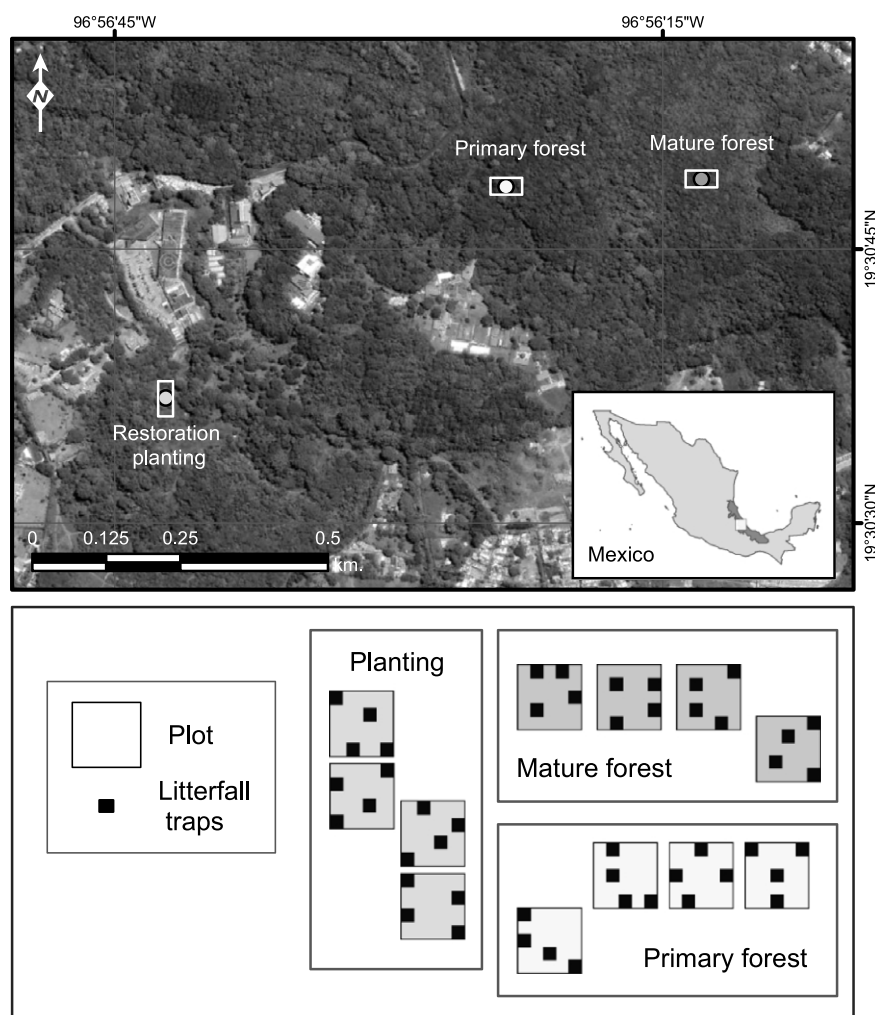 96°56'45"W
96°56'15"W
N
Primary forest
Mature forest
19°30'45"N
Restoration
planting
19°30'30"N
0
0.125
0.25
0.5
km.
Mexico
Plot
Litterfall
traps
Planting
Mature forest
Primary forest